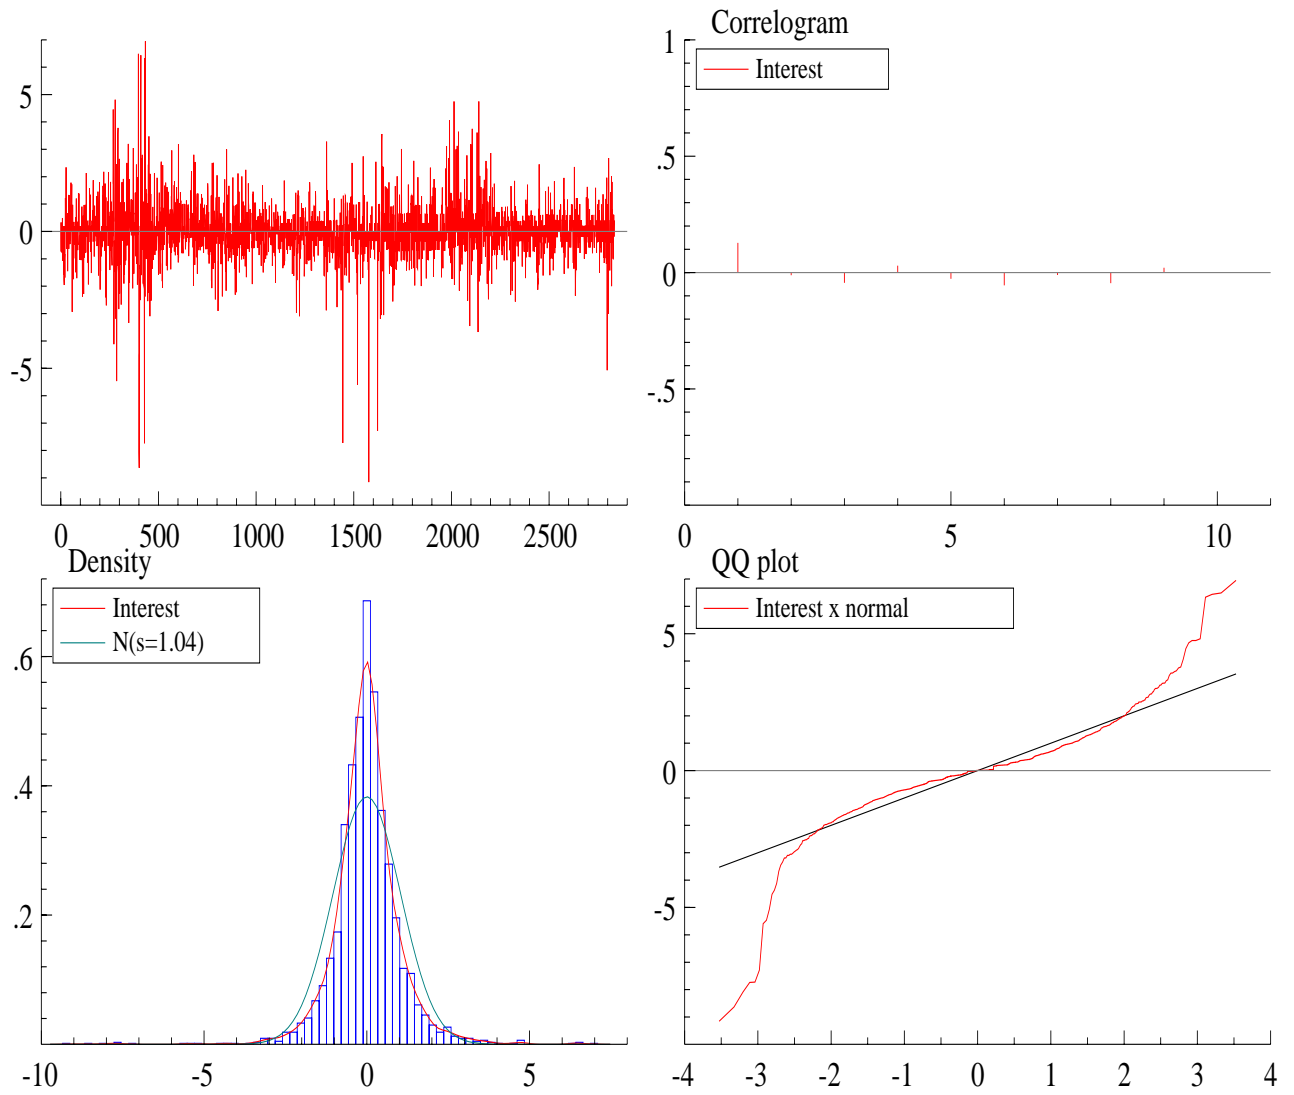 5
0
-5
0 500 1000 1500 2000 2500
Correlogram
Interest
1
.5
0
-.5
0 5 10
Density
Interest
N(s=1.04)
.6
.4
.2
-10 -5 0 5
QQ plot
Interest x normal
5
0
-5
-4 -3 -2 -1 0 1 2 3 4